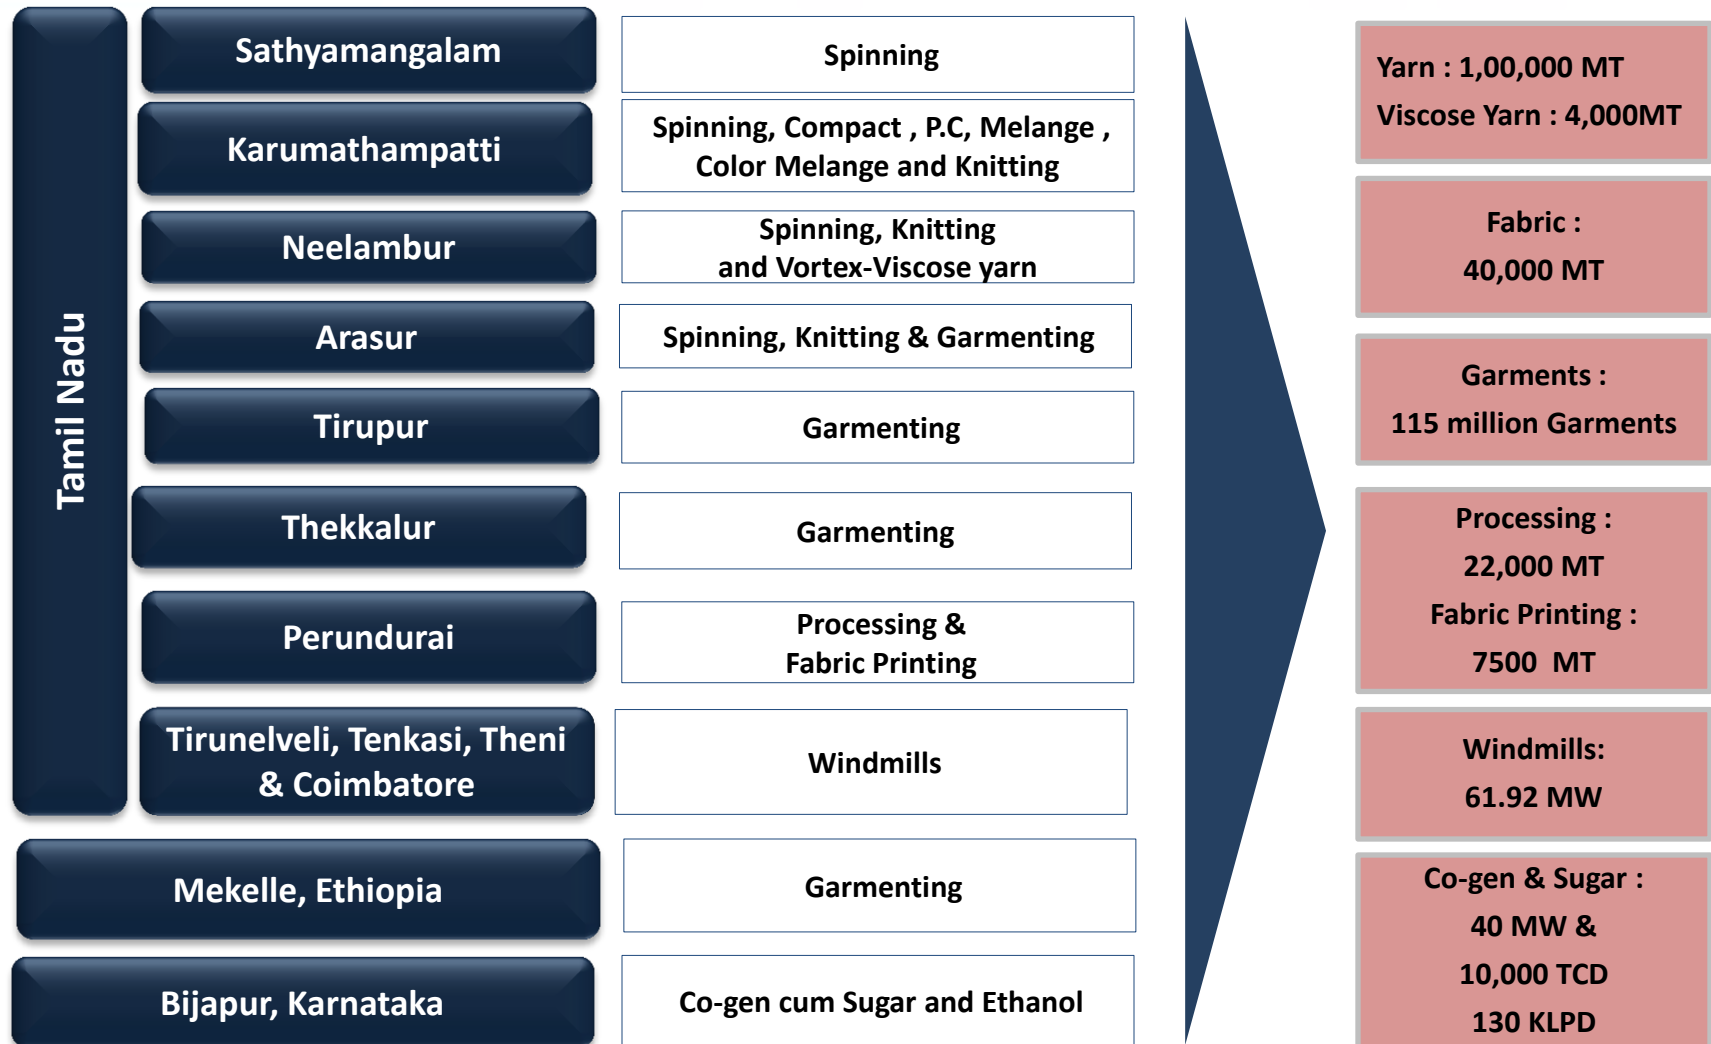 Tamil Nadu
Sathyamangalam
Spinning
Karumathampatti
Spinning, Compact , P.C, Melange ,
Color Melange and Knitting
Neelambur
Spinning, Knitting
and Vortex-Viscose yarn
Arasur
Spinning, Knitting & Garmenting
Tirupur
Garmenting
Thekkalur
Garmenting
Perundurai
Processing &
Fabric Printing
Tirunelveli, Tenkasi, Theni
& Coimbatore
Windmills
Mekelle, Ethiopia
Garmenting
Bijapur, Karnataka
Co-gen cum Sugar and Ethanol
Yarn : 1,00,000 MT
Viscose Yarn : 4,000MT
Fabric :
40,000 MT
Garments :
115 million Garments
Processing :
22,000 MT
Fabric Printing :
7500 MT
Windmills:
61.92 MW
Co-gen & Sugar :
40 MW &
10,000 TCD
130 KLPD